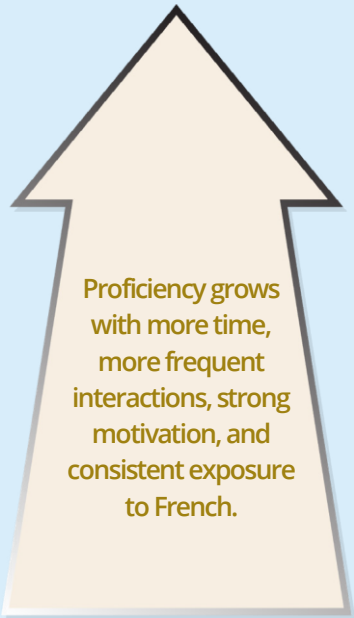 Proficiency grows
with more time,
more frequent
interactions, strong
motivation, and
consistent exposure
to French.